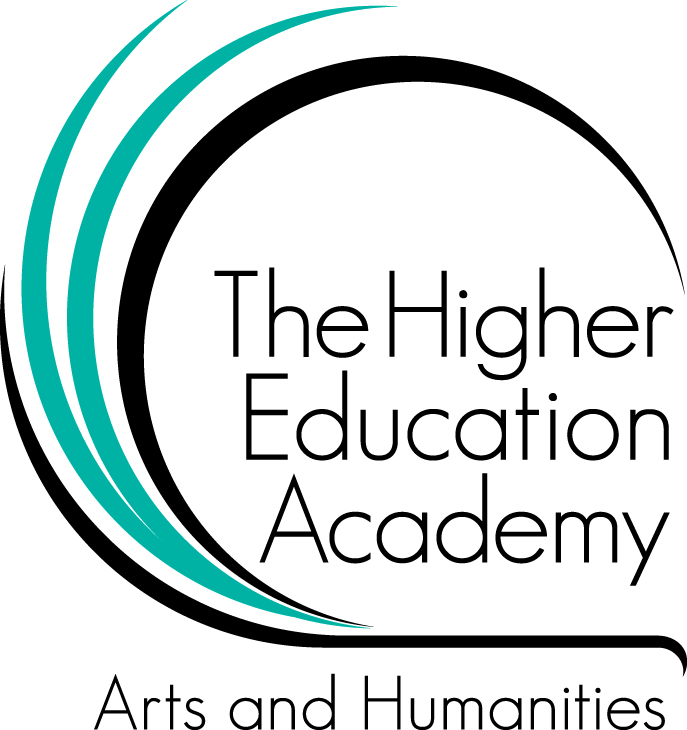 The Higher
Education
Academy
Arts and Humanities